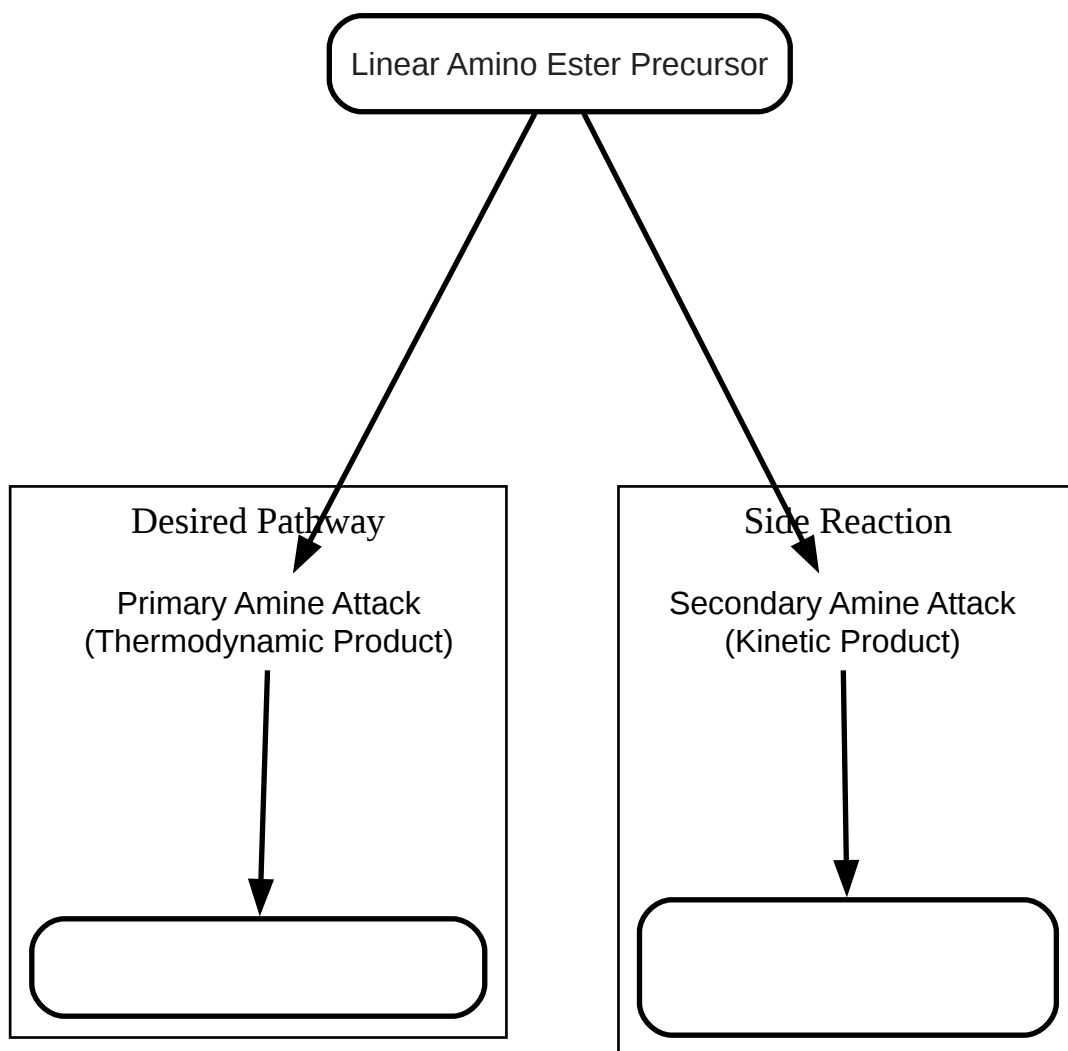 Linear Amino Ester Precursor
Desired Pathway
Primary Amine Attack
(Thermodynamic Product)
Side Reaction
Secondary Amine Attack
(Kinetic Product)